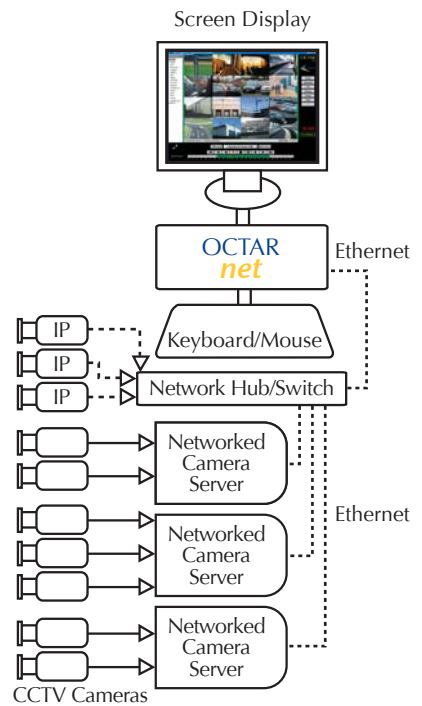 Screen Display
OCTAR
net
Ethernet
Keyboard/Mouse
IP
IP
IP
Network Hub/Switch
Networked
Camera
Server
Networked
Camera
Server
Ethernet
Networked
Camera
Server
CCTV Cameras